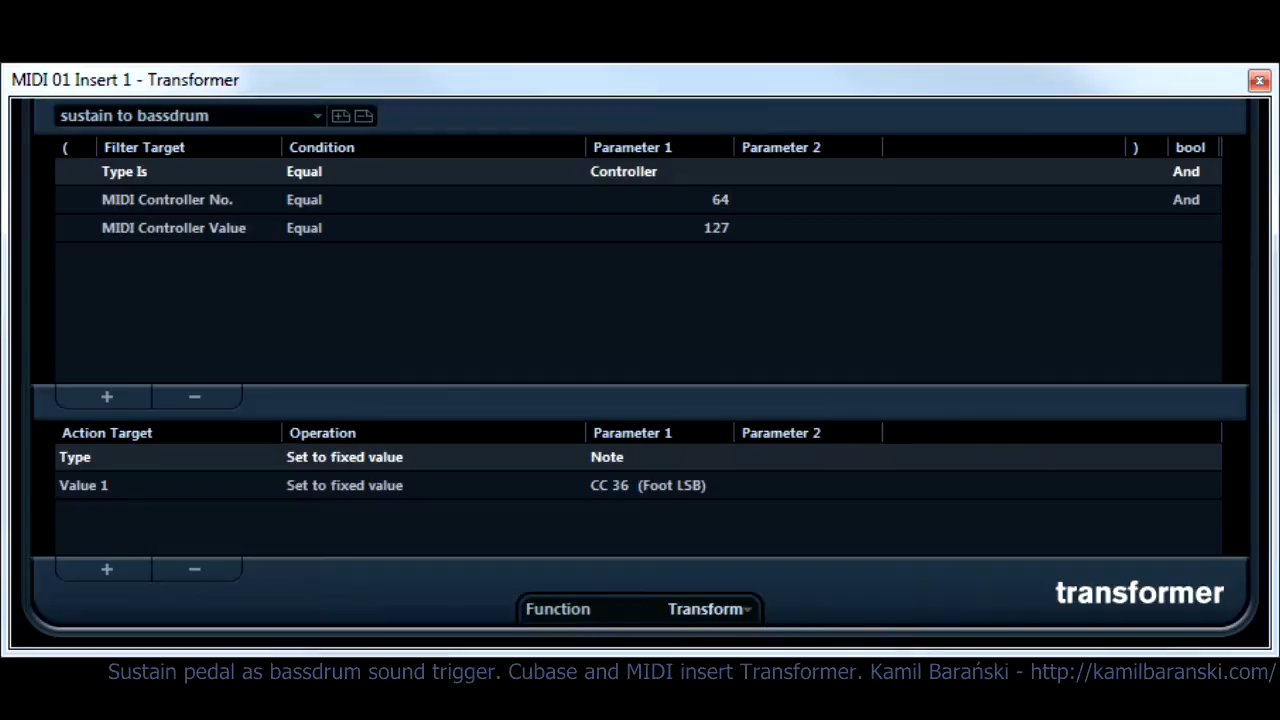 MIDI 01 Insert 1 - Transformer
x
sustain to bassdrum
( Filter Target Condition Parameter 1 Parameter 2 ) bool
Type Is Equal Controller And
MIDI Controller No. Equal 64 And
MIDI Controller Value Equal 127
+ −
Action Target Operation Parameter 1 Parameter 2
Type Set to fixed value Note
Value 1 Set to fixed value CC 36 (Foot LSB)
+ −
transformer
Function Transform
Sustain pedal as bassdrum sound trigger. Cubase and MIDI insert Transformer. Kamil Barański - http://kamilbaranski.com/